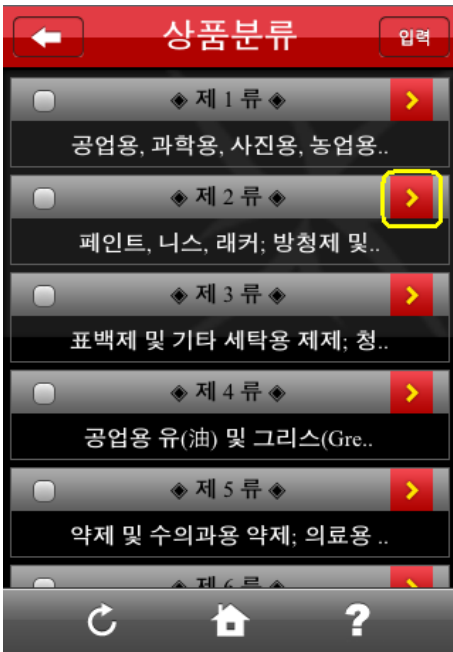 상품분류
입력
◈ 제 1 류 ◈
공업용, 과학용, 사진용, 농업용..
◈ 제 2 류 ◈
페인트, 니스, 래커; 방청제 및..
◈ 제 3 류 ◈
표백제 및 기타 세탁용 제제; 청..
◈ 제 4 류 ◈
공업용 유(油) 및 그리스(Gre..
◈ 제 5 류 ◈
약제 및 수의과용 약제; 의료용 ..
◈ 제 6 류 ◈
?